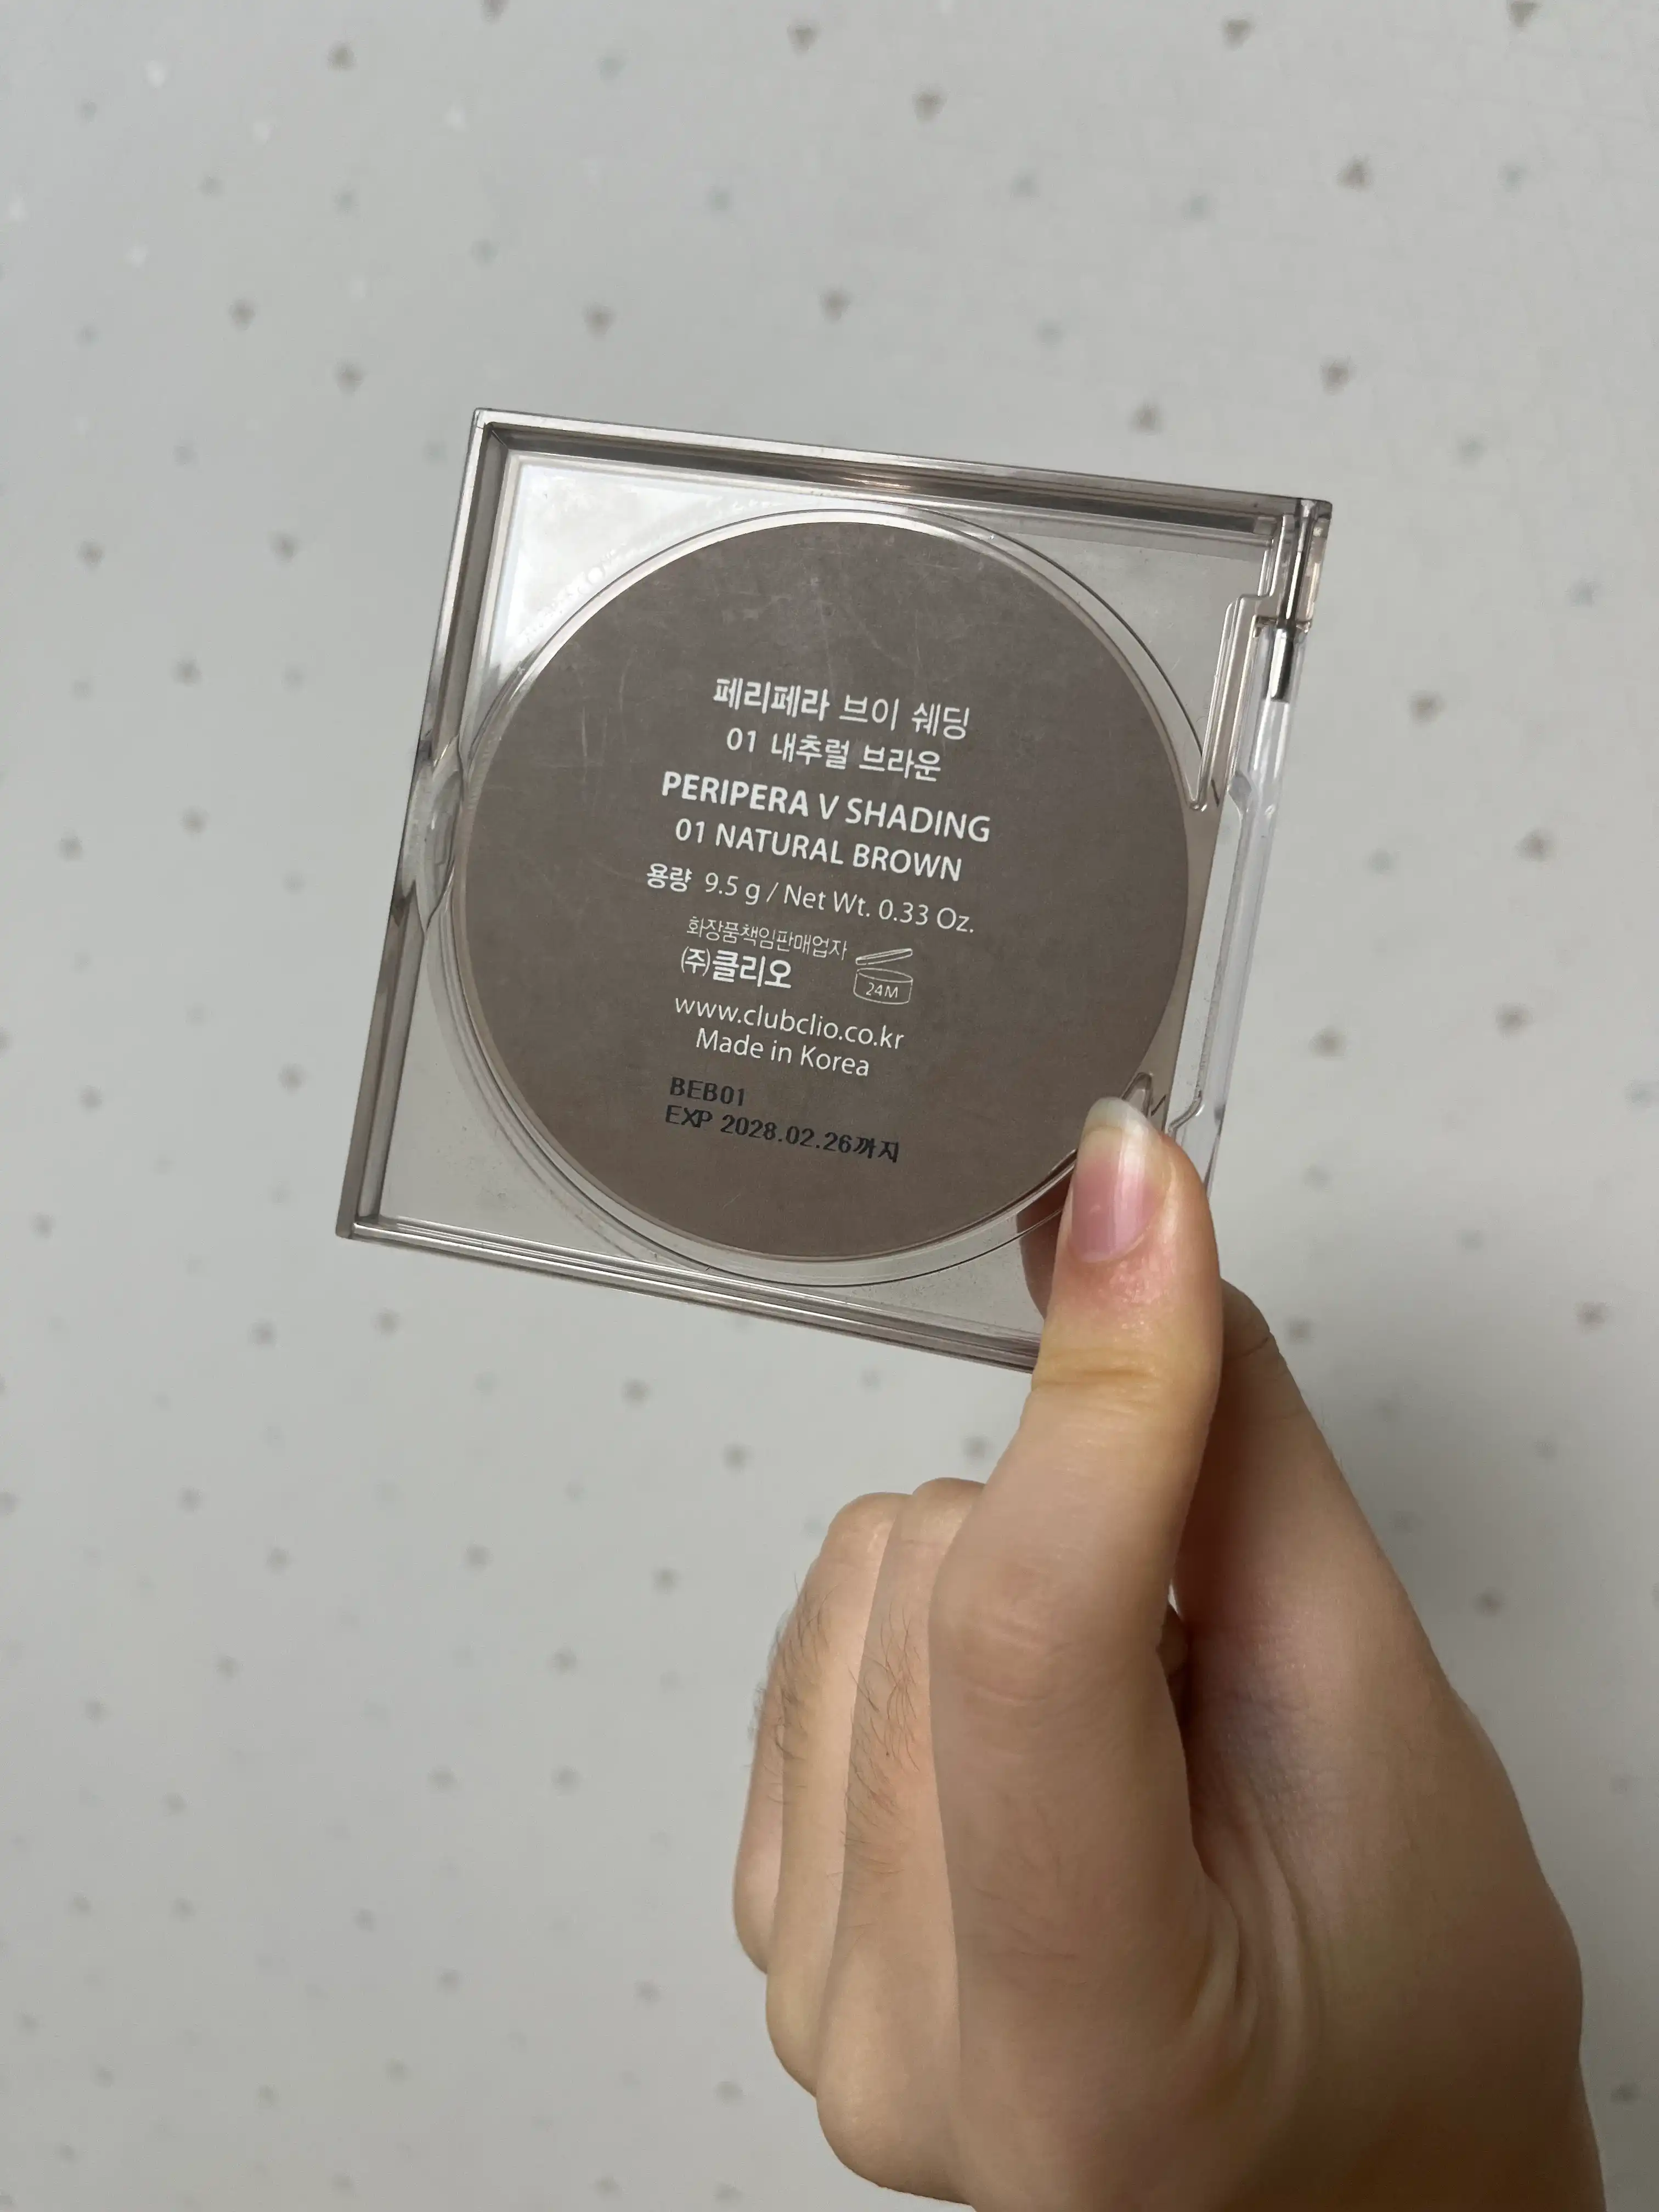 페리페라 브이 쉐딩
01 내추럴 브라운
PERIPERA V SHADING
01 NATURAL BROWN
용량 9.5 g / Net Wt. 0.33 Oz.
화장품책임판매업자
㈜클리오
24M
www.clubclio.co.kr
Made in Korea
BEB01
EXP 2028.02.26까지